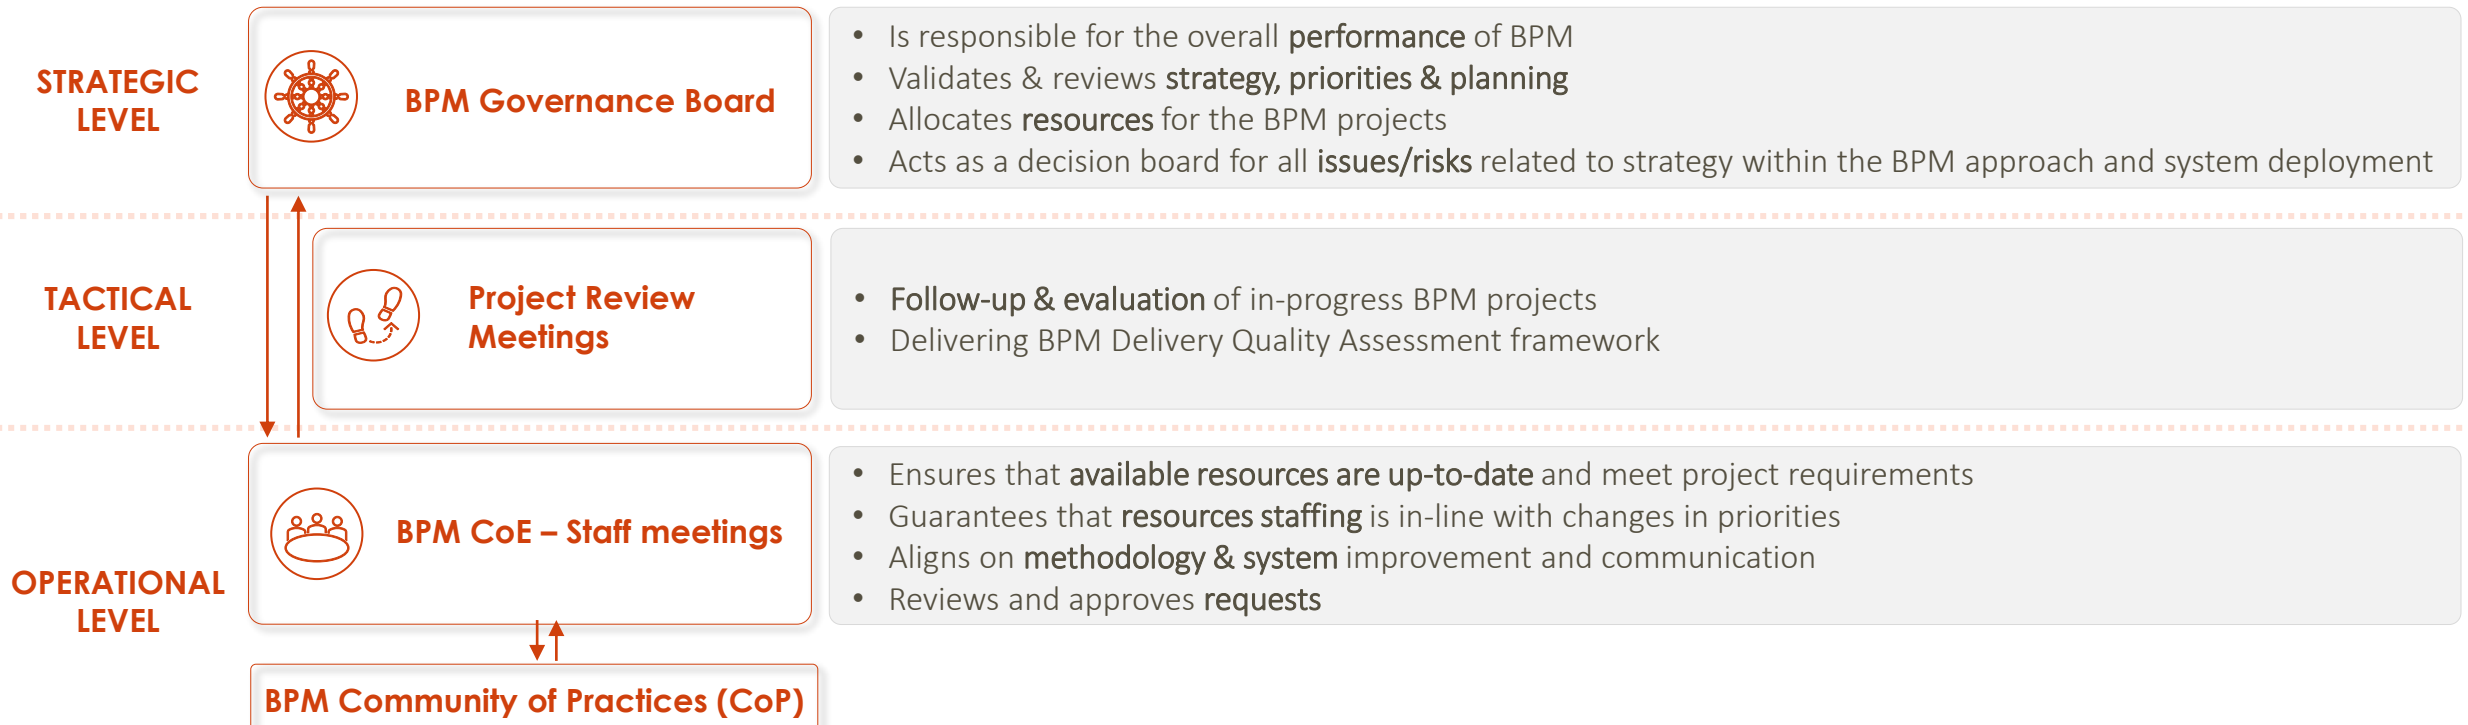 STRATEGIC
LEVEL
BPM Governance Board
• Is responsible for the overall performance of BPM
• Validates & reviews strategy, priorities & planning
• Allocates resources for the BPM projects
• Acts as a decision board for all issues/risks related to strategy within the BPM approach and system deployment
TACTICAL
LEVEL
Project Review
Meetings
• Follow-up & evaluation of in-progress BPM projects
• Delivering BPM Delivery Quality Assessment framework
OPERATIONAL
LEVEL
BPM CoE – Staff meetings
• Ensures that available resources are up-to-date and meet project requirements
• Guarantees that resources staffing is in-line with changes in priorities
• Aligns on methodology & system improvement and communication
• Reviews and approves requests
BPM Community of Practices (CoP)